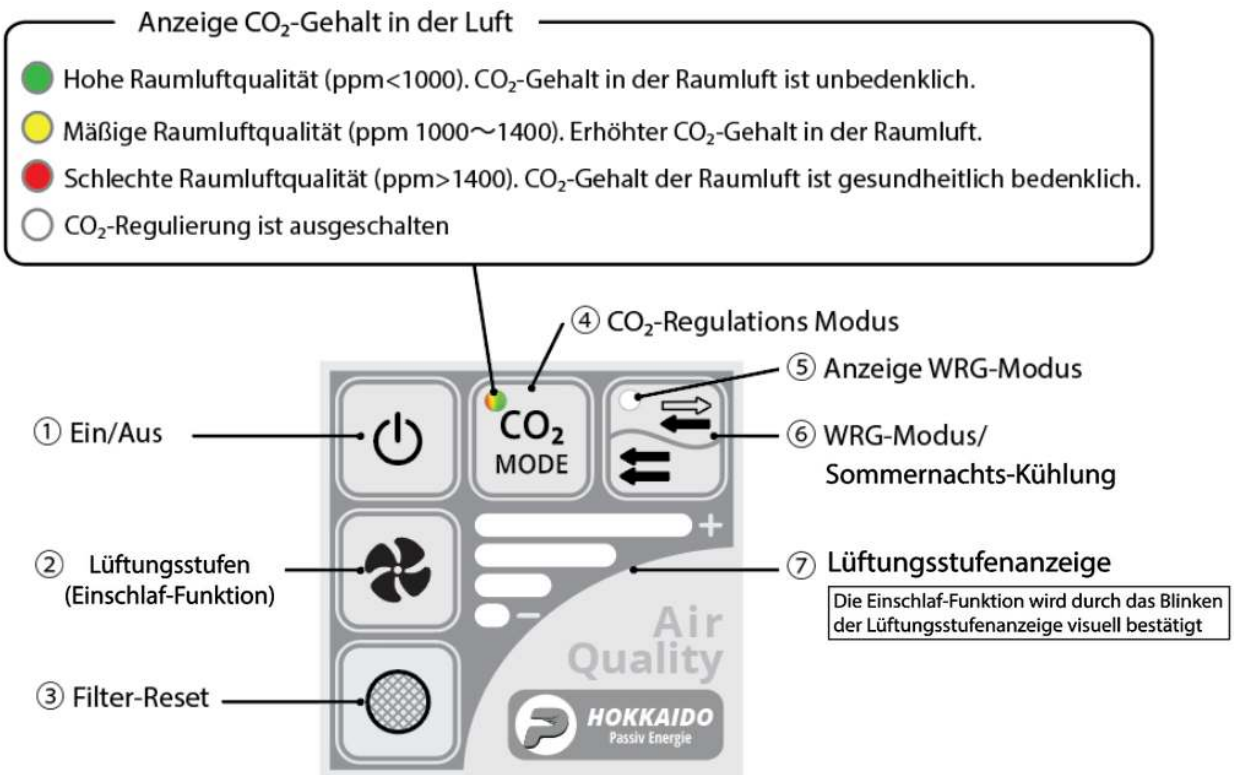 Anzeige CO₂-Gehalt in der Luft
Hohe Raumluftqualität (ppm<1000). CO₂-Gehalt in der Raumluft ist unbedenklich.
Mäßige Raumluftqualität (ppm 1000～1400). Erhöhter CO₂-Gehalt in der Raumluft.
Schlechte Raumluftqualität (ppm>1400). CO₂-Gehalt der Raumluft ist gesundheitlich bedenklich.
CO₂-Regulierung ist ausgeschalten
④ CO₂-Regulations Modus
⑤ Anzeige WRG-Modus
① Ein/Aus
CO₂
MODE
⑥ WRG-Modus/
Sommernachts-Kühlung
+
② Lüftungsstufen
(Einschlaf-Funktion)
−
⑦ Lüftungsstufenanzeige
Die Einschlaf-Funktion wird durch das Blinken
der Lüftungsstufenanzeige visuell bestätigt
Air
Quality
③ Filter-Reset
HOKKAIDO
Passiv Energie